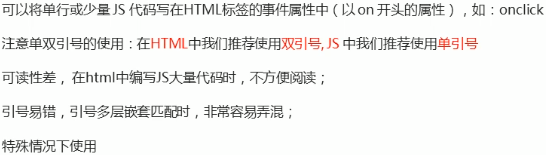 可以将单行或少量 JS 代码写在HTML标签的事件属性中（以 on 开头的属性），如：onclick
注意单双引号的使用：在HTML中我们推荐使用双引号, JS 中我们推荐使用单引号
可读性差， 在html中编写JS大量代码时，不方便阅读；
引号易错，引号多层嵌套匹配时，非常容易弄混；
特殊情况下使用